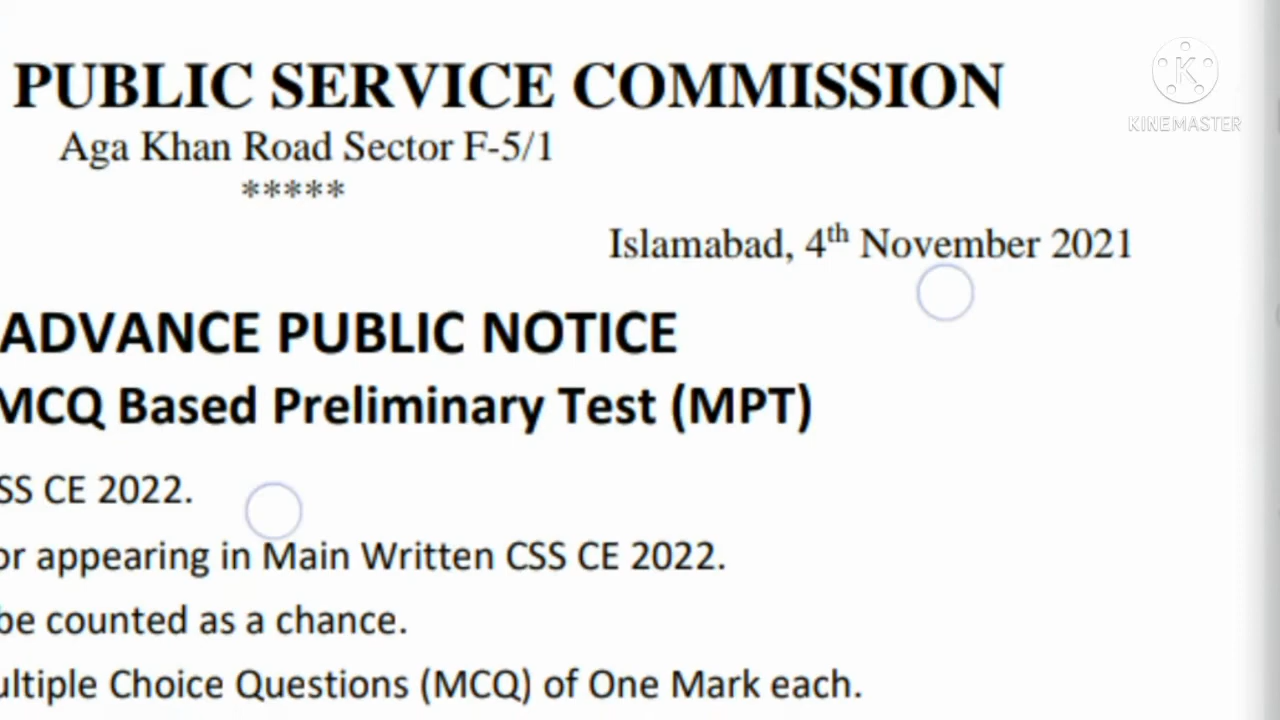 PUBLIC SERVICE COMMISSION
Aga Khan Road Sector F-5/1
*****
Islamabad, 4th November 2021
ADVANCE PUBLIC NOTICE
MCQ Based Preliminary Test (MPT)
SS CE 2022.
or appearing in Main Written CSS CE 2022.
be counted as a chance.
ultiple Choice Questions (MCQ) of One Mark each.
K
KINEMASTER